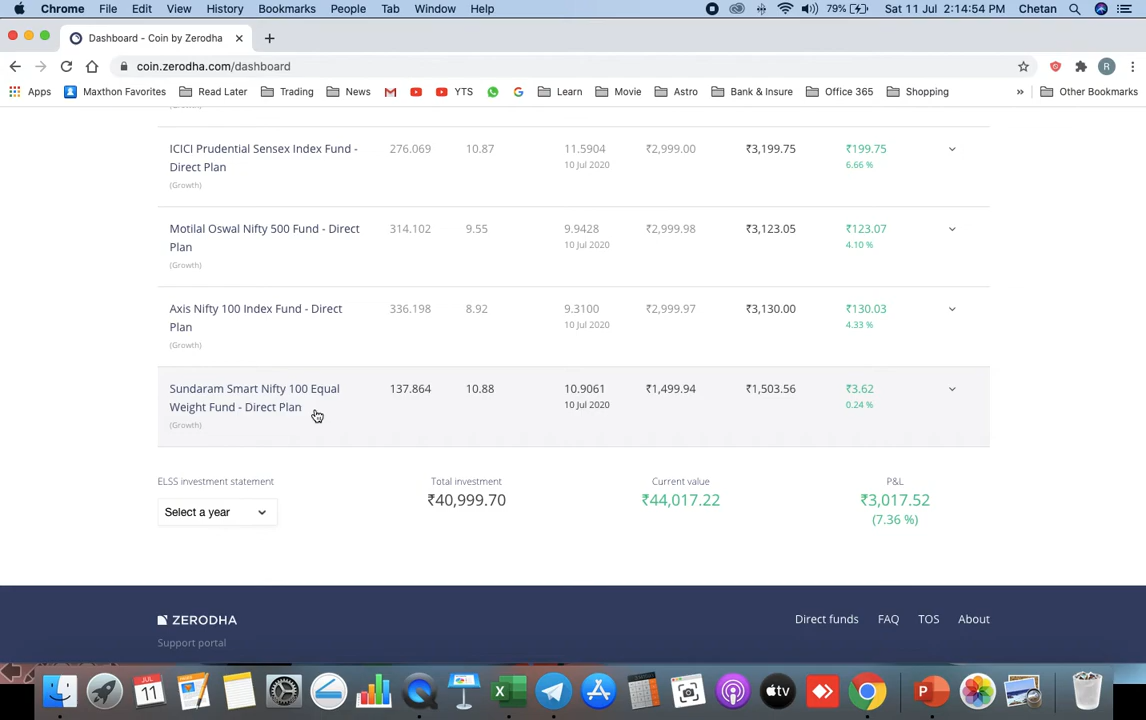 Chrome File Edit View History Bookmarks People Tab Window Help 79% Sat 11 Jul 2:14:54 PM Chetan
Dashboard - Coin by Zerodha
coin.zerodha.com/dashboard R
Apps Maxthon Favorites Read Later Trading News YTS Learn Movie Astro Bank & Insure Office 365 Shopping » Other Bookmarks
ICICI Prudential Sensex Index Fund - 276.069 10.87 11.5904 ₹2,999.00 ₹3,199.75 ₹199.75
Direct Plan 10 Jul 2020 6.66 %
(Growth)
Motilal Oswal Nifty 500 Fund - Direct 314.102 9.55 9.9428 ₹2,999.98 ₹3,123.05 ₹123.07
Plan 10 Jul 2020 4.10 %
(Growth)
Axis Nifty 100 Index Fund - Direct 336.198 8.92 9.3100 ₹2,999.97 ₹3,130.00 ₹130.03
Plan 10 Jul 2020 4.33 %
(Growth)
Sundaram Smart Nifty 100 Equal 137.864 10.88 10.9061 ₹1,499.94 ₹1,503.56 ₹3.62
Weight Fund - Direct Plan 10 Jul 2020 0.24 %
(Growth)
ELSS investment statement Total investment Current value P&L
Select a year ₹40,999.70 ₹44,017.22 ₹3,017.52
(7.36 %)
ZERODHA Direct funds FAQ TOS About
Support portal
JUL
11
tv